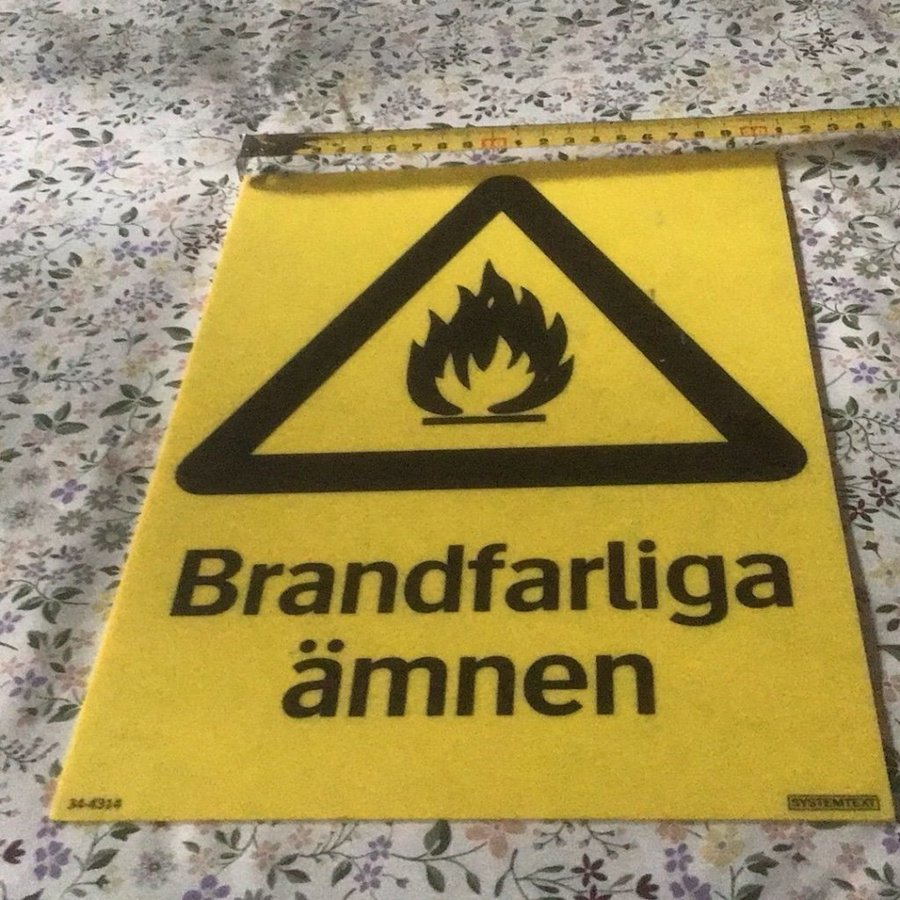 Brandfarliga
ämnen
34-4314
SYSTEMTEXT